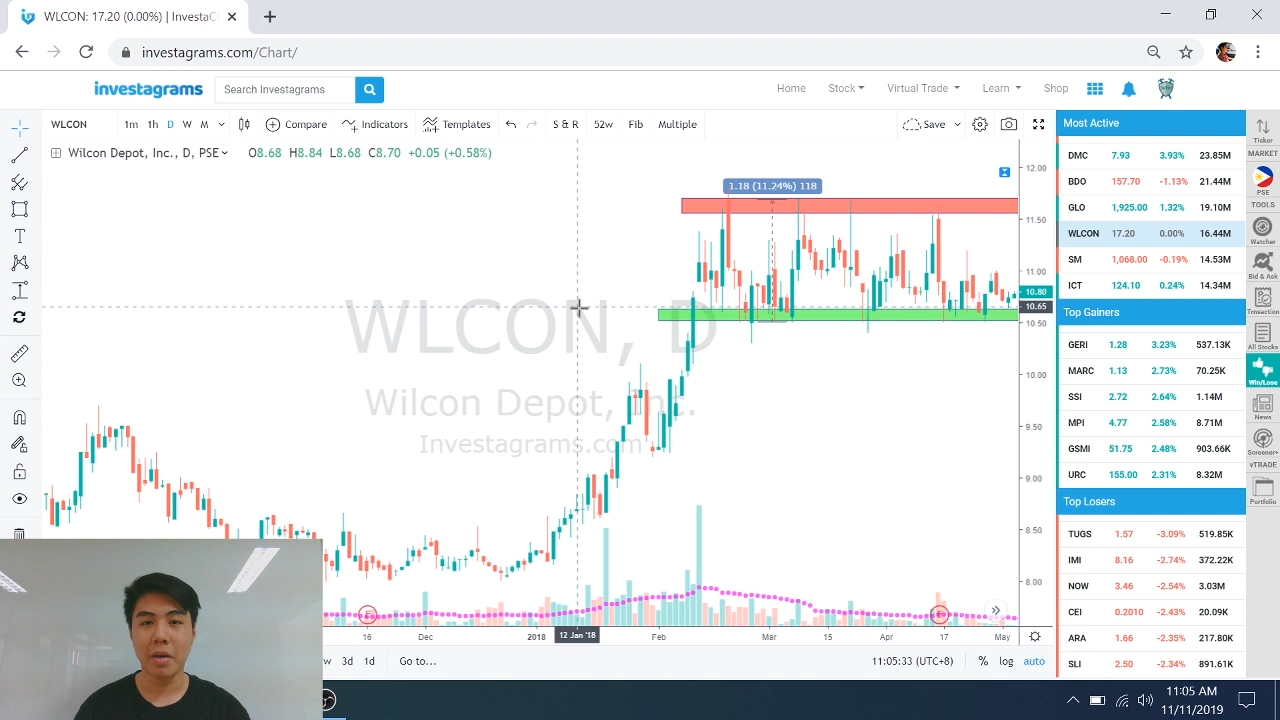 WLCON: 17.20 (0.00%) | InvestaG
investagrams.com/Chart/
investagrams
Search Investagrams
Home Stock Virtual Trade Learn Shop
WLCON 1m 1h D W M Compare Indicators Templates S & R 52w Fib Multiple Save
Wilcon Depot, Inc., D, PSE O8.68 H8.84 L8.68 C8.70 +0.05 (+0.58%)
1.18 (11.24%) 118
WLCON, D
Wilcon Depot, Inc.
Investagrams.com
12.00
11.50
11.00
10.80
10.65
10.50
10.00
9.50
9.00
8.50
8.00
E
E
16 Dec 2018 12 Jan '18 Feb Mar 15 Apr 17 May
3d 1d Go to... 11:05:33 (UTC+8) % log auto
Most Active
DMC 7.93 3.93% 23.85M
BDO 157.70 -1.13% 21.44M
GLO 1,925.00 1.32% 19.10M
WLCON 17.20 0.00% 16.44M
SM 1,068.00 -0.19% 14.53M
ICT 124.10 0.24% 14.34M
Top Gainers
GERI 1.28 3.23% 537.13K
MARC 1.13 2.73% 70.25K
SSI 2.72 2.64% 1.14M
MPI 4.77 2.58% 8.71M
GSMI 51.75 2.48% 903.66K
URC 155.00 2.31% 8.32M
Top Losers
TUGS 1.57 -3.09% 519.85K
IMI 8.16 -2.74% 372.22K
NOW 3.46 -2.54% 3.03M
CEI 0.2010 -2.43% 20.09K
ARA 1.66 -2.35% 217.80K
SLI 2.50 -2.34% 891.61K
Ticker
MARKET
PSE
TOOLS
Watcher
Bid & Ask
Trnsaction
All Stocks
Win/Lose
News
Screener+
vTRADE
Portfolio
11:05 AM
11/11/2019